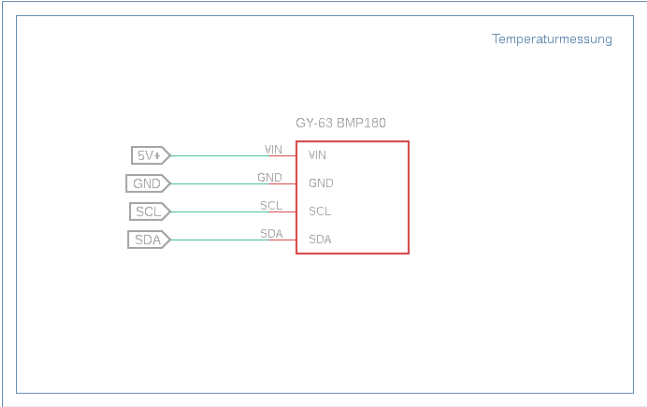 Temperaturmessung
GY-63 BMP180
5V+ VIN VIN
GND GND GND
SCL SCL SCL
SDA SDA SDA